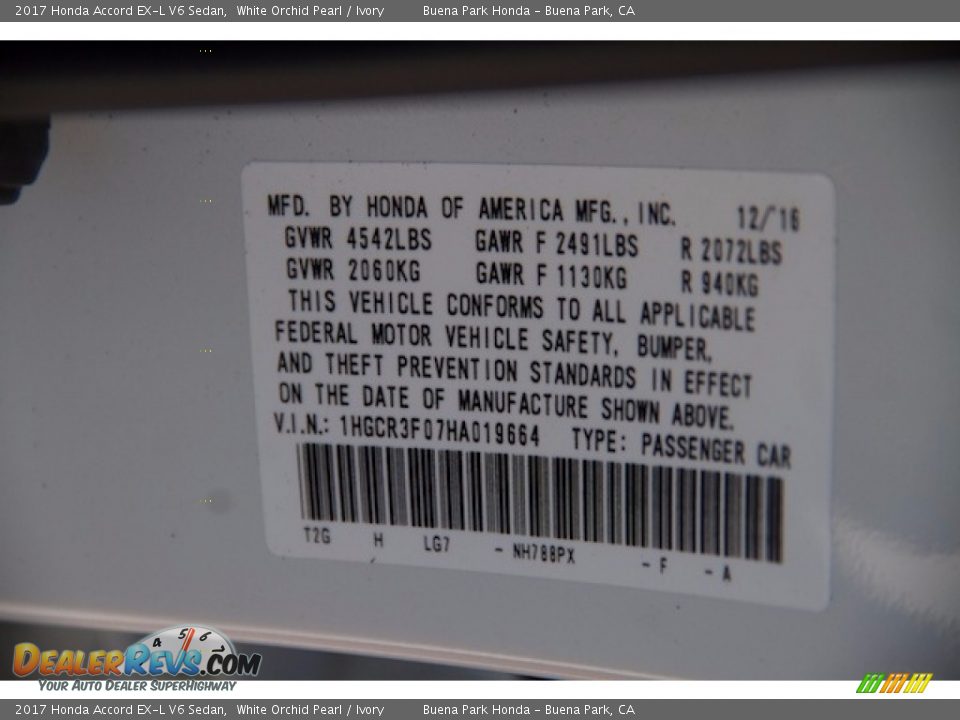 2017 Honda Accord EX-L V6 Sedan, White Orchid Pearl / Ivory Buena Park Honda - Buena Park, CA
MFD. BY HONDA OF AMERICA MFG., INC. 12/'16
GVWR 4542LBS GAWR F 2491LBS R 2072LBS
GVWR 2060KG GAWR F 1130KG R 940KG
THIS VEHICLE CONFORMS TO ALL APPLICABLE
FEDERAL MOTOR VEHICLE SAFETY, BUMPER,
AND THEFT PREVENTION STANDARDS IN EFFECT
ON THE DATE OF MANUFACTURE SHOWN ABOVE.
V.I.N.: 1HGCR3F07HA019664 TYPE: PASSENGER CAR
T2G H LG7 - NH788PX - F - A
4 5 6 7
DEALERREVS.COM
YOUR AUTO DEALER SUPERHIGHWAY
2017 Honda Accord EX-L V6 Sedan, White Orchid Pearl / Ivory Buena Park Honda - Buena Park, CA